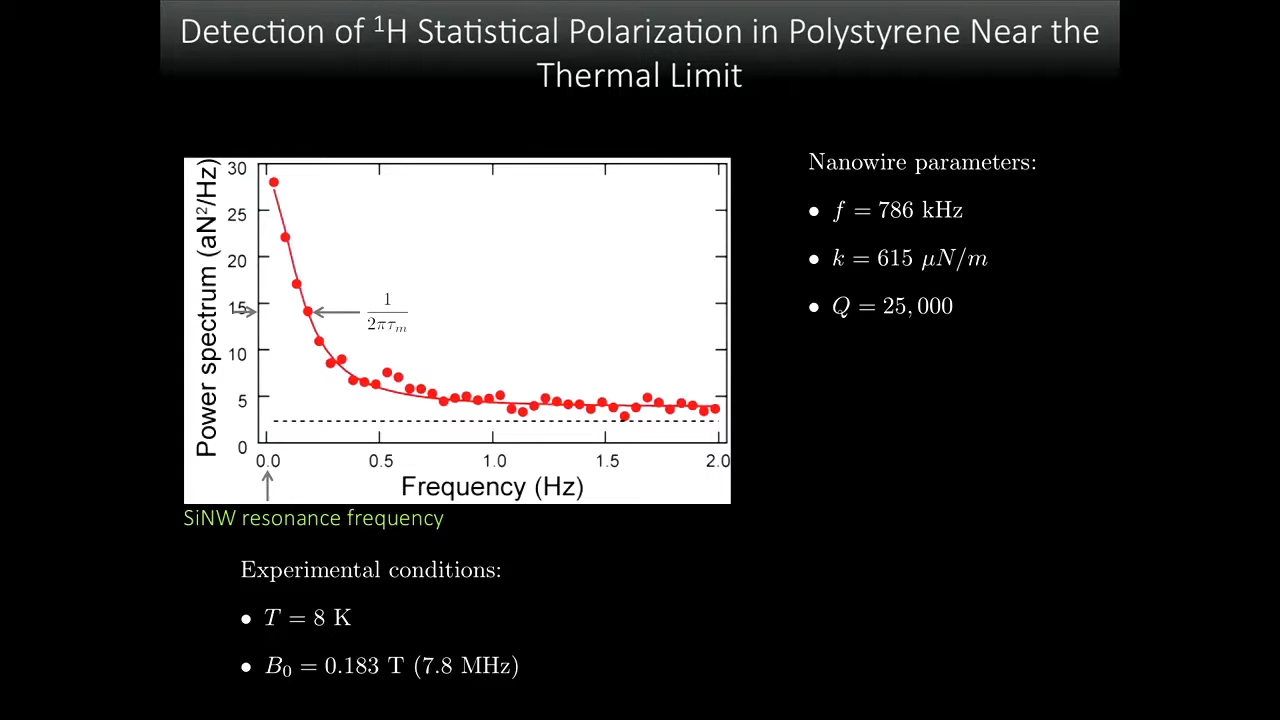 Detection of ¹H Statistical Polarization in Polystyrene Near the
Thermal Limit
Power spectrum (aN²/Hz)
30
25
20
15
10
5
0
1
2πτₘ
0.0
0.5
1.0
1.5
2.0
Frequency (Hz)
SiNW resonance frequency
Nanowire parameters:
• f = 786 kHz
• k = 615 μN/m
• Q = 25,000
Experimental conditions:
• T = 8 K
• B₀ = 0.183 T (7.8 MHz)